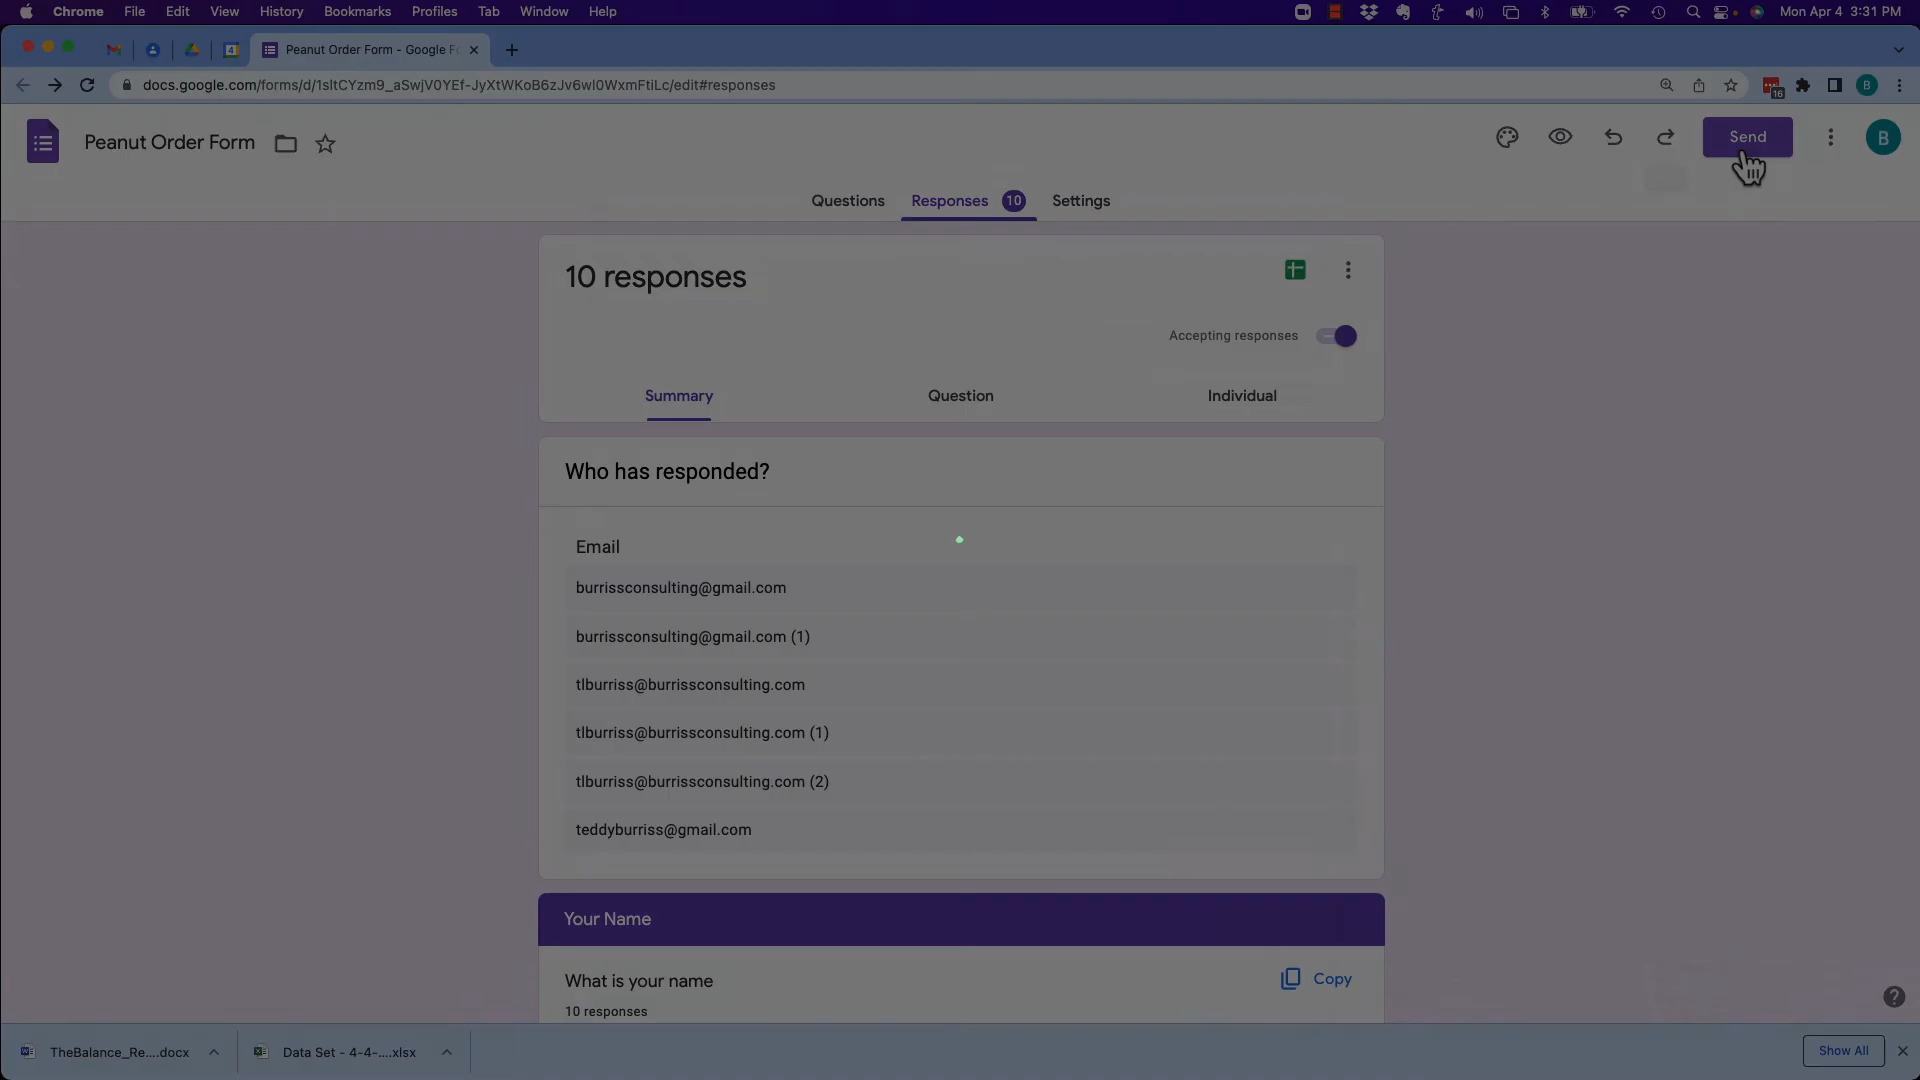 Chrome File Edit View History Bookmarks Profiles Tab Window Help Mon Apr 4 3:31 PM
4 Peanut Order Form - Google Fo
docs.google.com/forms/d/1sltCYzm9_aSwjV0YEf-JyXtWKoB6zJv6wl0WxmFtiLc/edit#responses 16 B
Peanut Order Form Send B
Questions Responses 10 Settings
10 responses
Accepting responses
Summary Question Individual
Who has responded?
Email
burrissconsulting@gmail.com
burrissconsulting@gmail.com (1)
tlburriss@burrissconsulting.com
tlburriss@burrissconsulting.com (1)
tlburriss@burrissconsulting.com (2)
teddyburriss@gmail.com
Your Name
What is your name Copy
10 responses
TheBalance_Re....docx Data Set - 4-4-....xlsx Show All